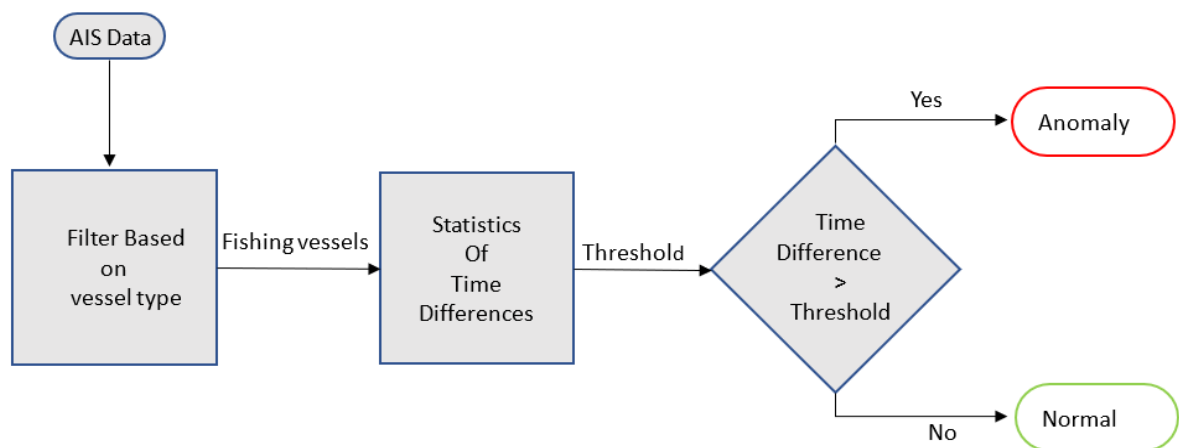 AIS Data
Filter Based
on
vessel type
Fishing vessels
Statistics
Of
Time
Differences
Threshold
Time
Difference
>
Threshold
Yes
Anomaly
No
Normal